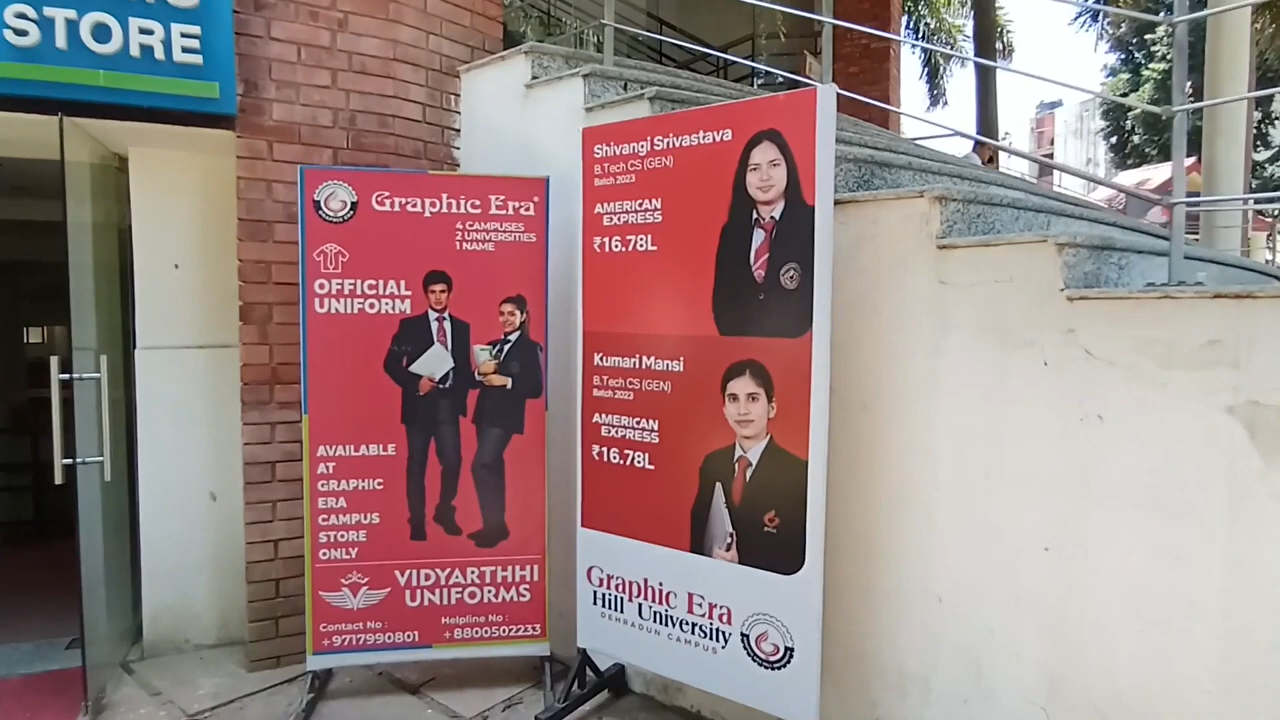 STORE
Graphic Era
4 CAMPUSES
2 UNIVERSITIES
1 NAME
OFFICIAL
UNIFORM
AVAILABLE
AT
GRAPHIC
ERA
CAMPUS
STORE
ONLY
VIDYARTHHI
UNIFORMS
Contact No :
+9717990801
Helpline No :
+8800502233
Shivangi Srivastava
B.Tech CS (GEN)
Batch 2023
AMERICAN
EXPRESS
₹16.78L
Kumari Mansi
B.Tech CS (GEN)
Batch 2023
AMERICAN
EXPRESS
₹16.78L
Graphic Era
Hill University
DEHRADUN CAMPUS